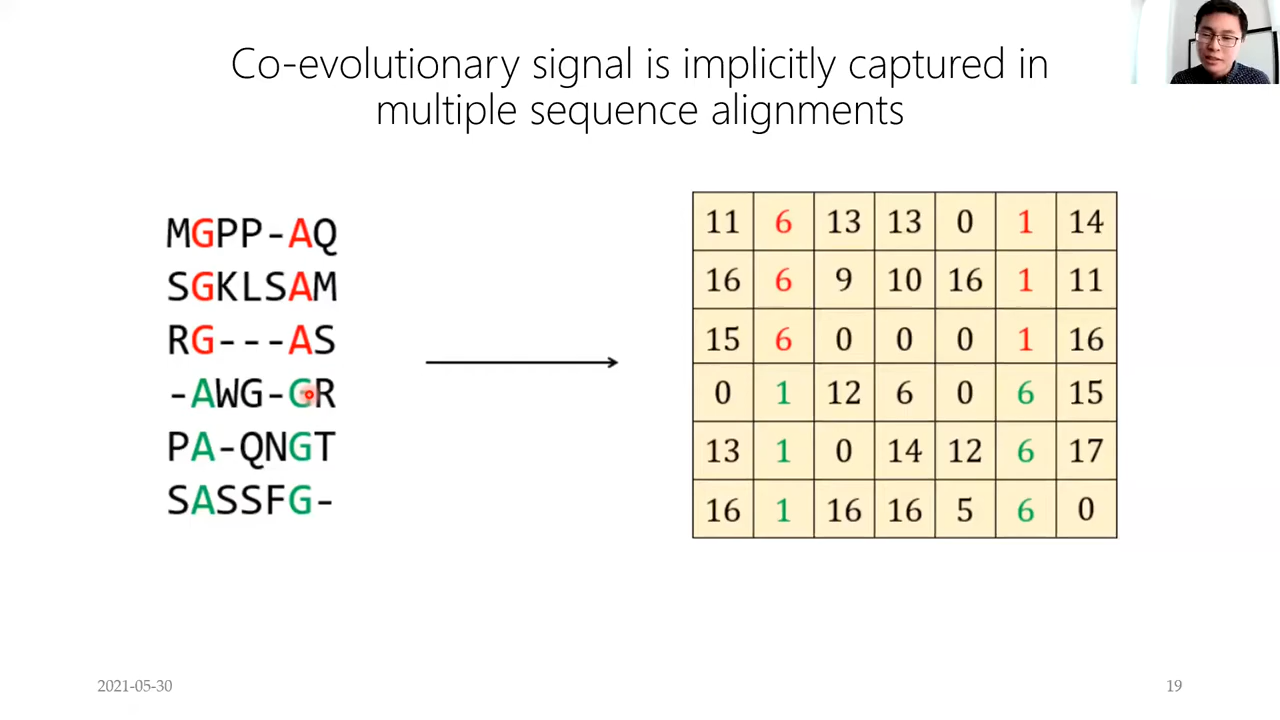 Co-evolutionary signal is implicitly captured in
multiple sequence alignments
MGPP-AQ
SGKLSAM
RG---AS
-AWG-GR
PA-QNGT
SASSFG-
11 6 13 13 0 1 14
16 6 9 10 16 1 11
15 6 0 0 0 1 16
0 1 12 6 0 6 15
13 1 0 14 12 6 17
16 1 16 16 5 6 0
2021-05-30
19